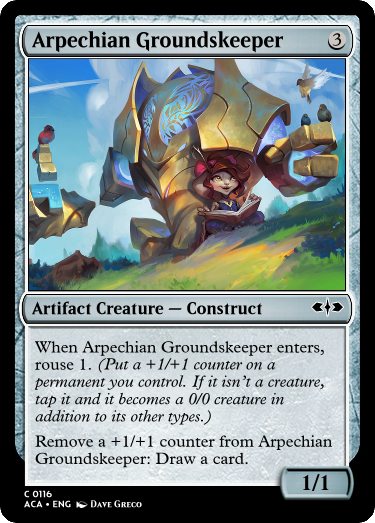 Arpechian Groundskeeper 3
Artifact Creature — Construct
When Arpechian Groundskeeper enters,
rouse 1. (Put a +1/+1 counter on a
permanent you control. If it isn't a creature,
tap it and it becomes a 0/0 creature in
addition to its other types.)
Remove a +1/+1 counter from Arpechian
Groundskeeper: Draw a card.
1/1
C 0116
ACA • ENG Dave Greco